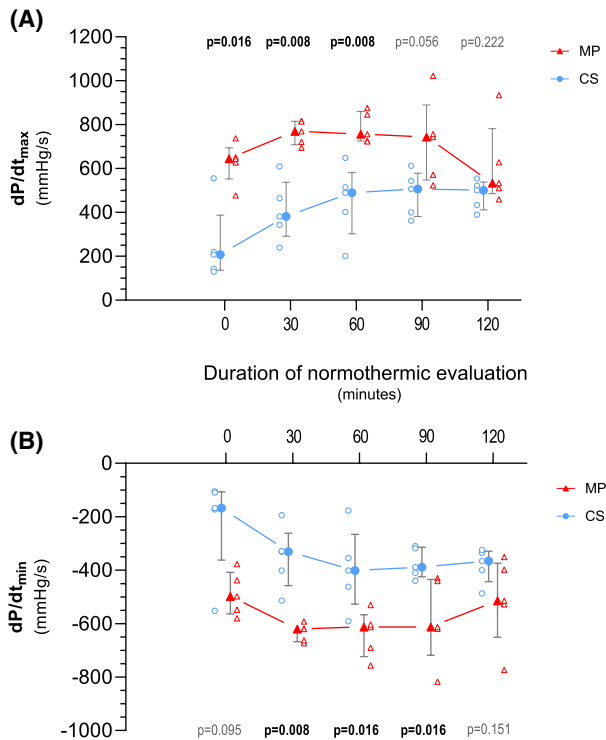 (A)
p=0.016 p=0.008 p=0.008 p=0.056 p=0.222
1200
1000
800
600
400
200
0
dP/dtmax
(mmHg/s)
MP
CS
0 30 60 90 120
Duration of normothermic evaluation
(minutes)
(B)
0 30 60 90 120
0
-200
-400
-600
-800
-1000
dP/dtmin
(mmHg/s)
MP
CS
p=0.095 p=0.008 p=0.016 p=0.016 p=0.151